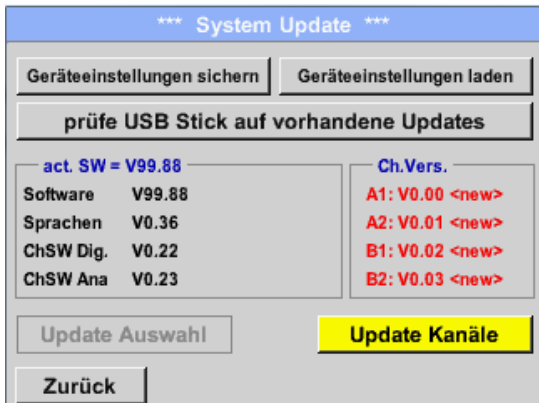 *** System Update ***
Geräteeinstellungen sichern Geräteeinstellungen laden
prüfe USB Stick auf vorhandene Updates
act. SW = V99.88 Ch.Vers.
Software V99.88 A1: V0.00 <new>
Sprachen V0.36 A2: V0.01 <new>
ChSW Dig. V0.22 B1: V0.02 <new>
ChSW Ana V0.23 B2: V0.03 <new>
Update Auswahl Update Kanäle
Zurück